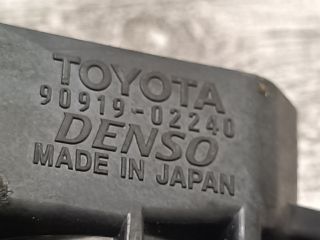 TOYOTA
90919-02240
DENSO
MADE IN JAPAN